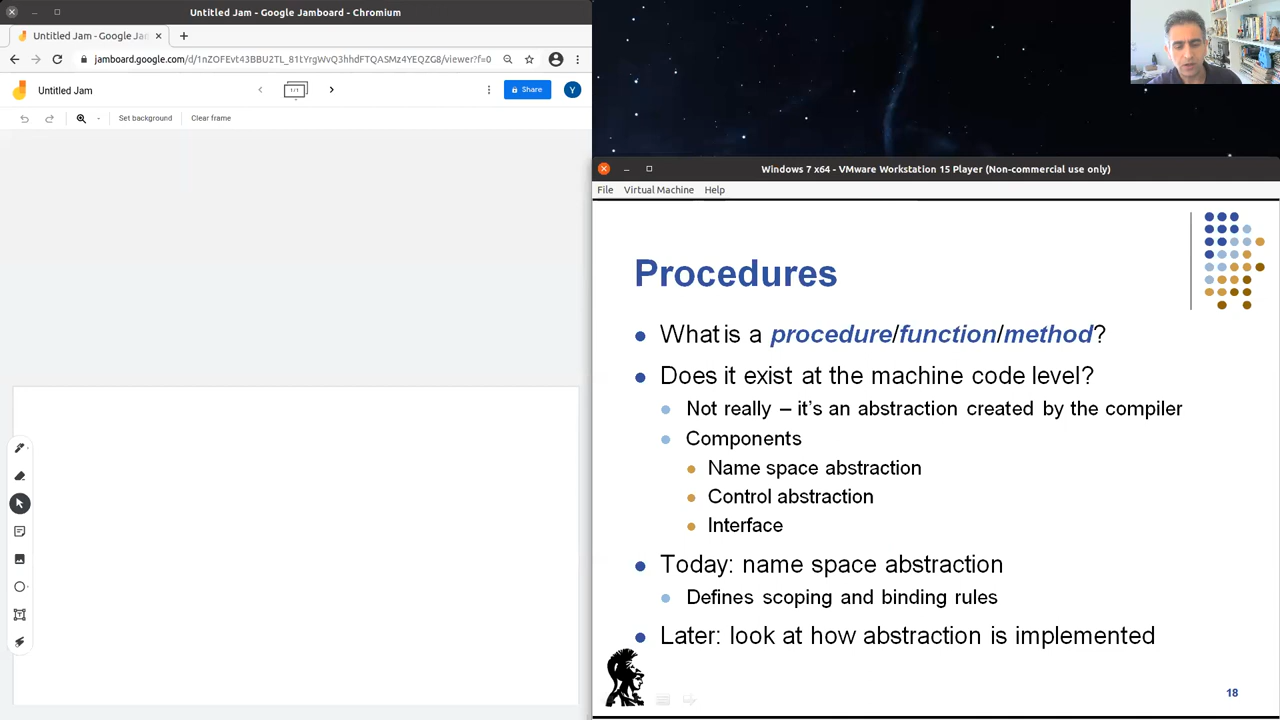 Untitled Jam - Google Jamboard - Chromium
Untitled Jam - Google Jam
jamboard.google.com/d/1nZOFEvt43BBU2TL_81tYrgWvQ3hhdFTQASMz4YEQZG8/viewer?f=0
Untitled Jam
1/1
Share
Y
Set background
Clear frame
Windows 7 x64 - VMware Workstation 15 Player (Non-commercial use only)
File Virtual Machine Help
Procedures
What is a procedure/function/method?
Does it exist at the machine code level?
Not really – it's an abstraction created by the compiler
Components
Name space abstraction
Control abstraction
Interface
Today: name space abstraction
Defines scoping and binding rules
Later: look at how abstraction is implemented
18